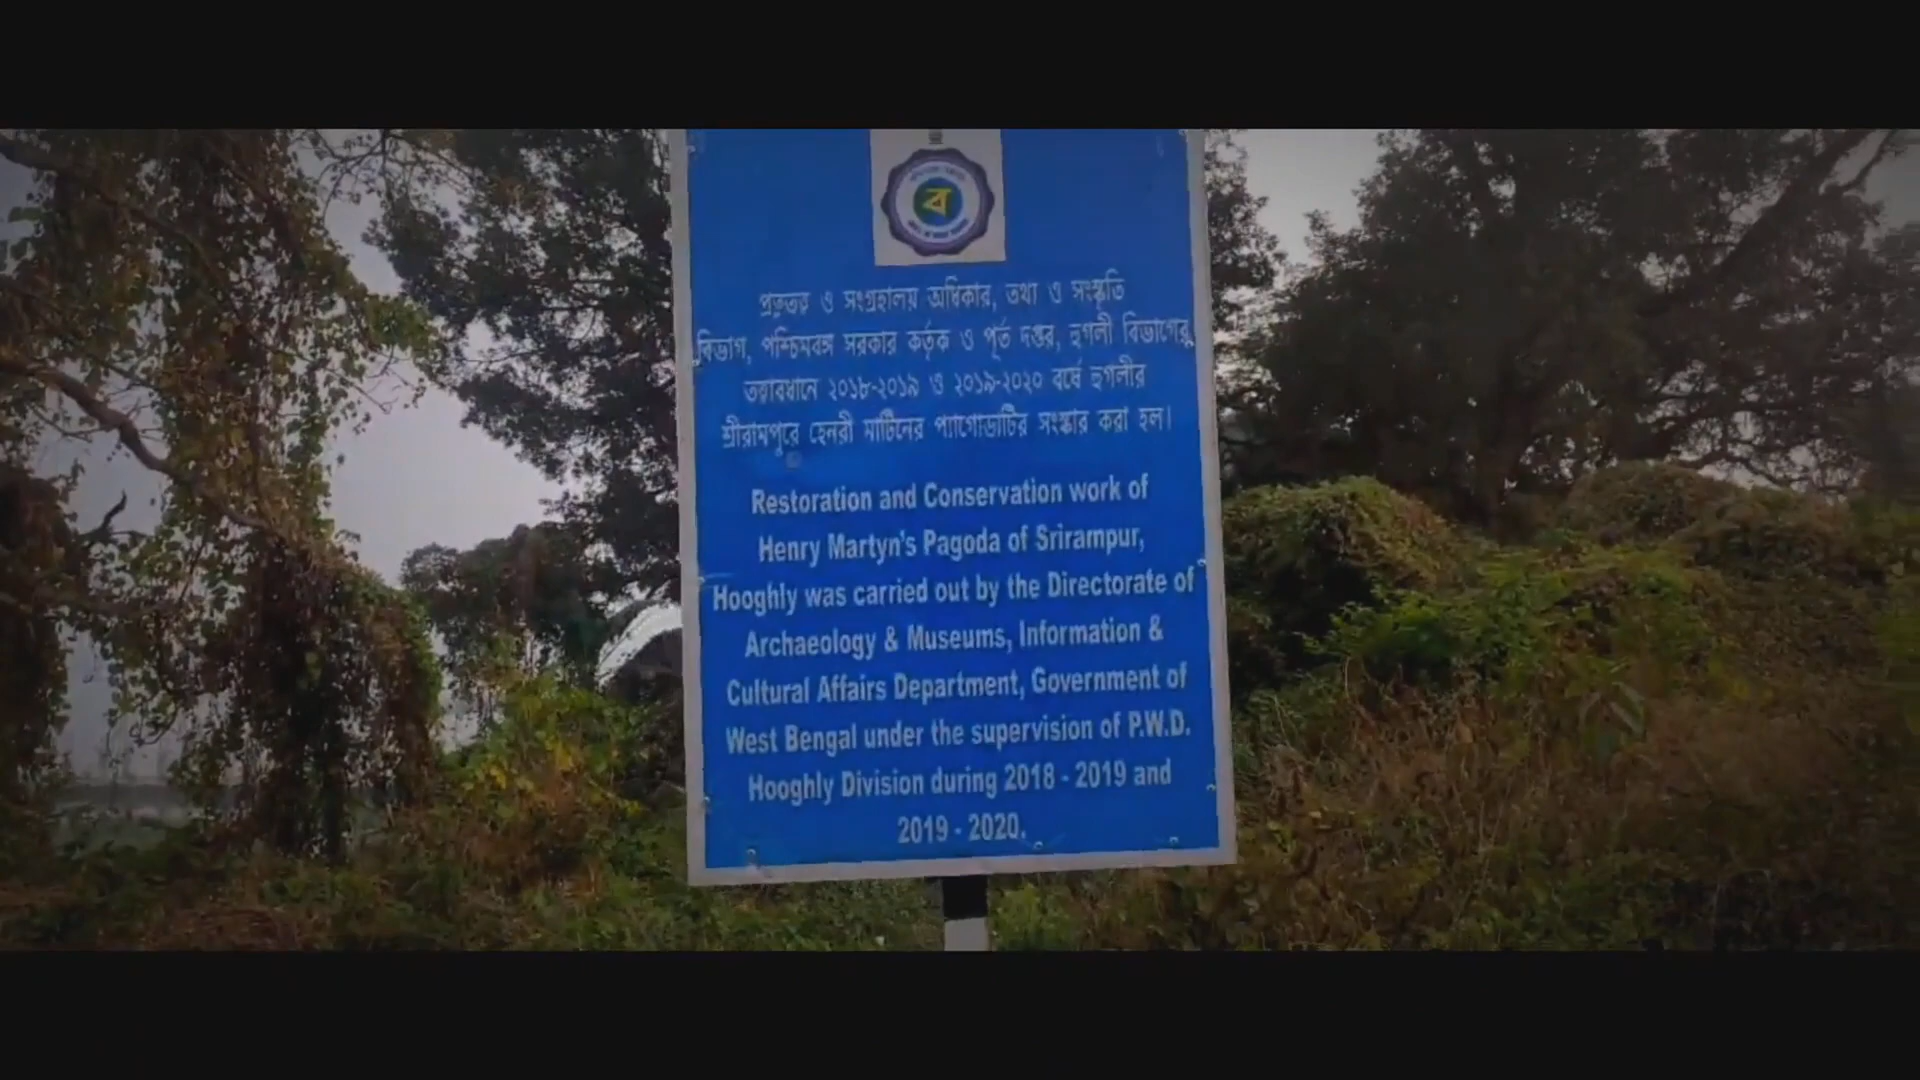 ব
প্রত্নতত্ত্ব ও সংগ্রহালয় অধিকার, তথ্য ও সংস্কৃতি
বিভাগ, পশ্চিমবঙ্গ সরকার কর্তৃক ও পূর্ত দপ্তর, হুগলী বিভাগের
তত্ত্বাবধানে ২০১৮-২০১৯ ও ২০১৯-২০২০ বর্ষে হুগলীর
শ্রীরামপুরে হেনরী মার্টিনের প্যাগোডাটির সংস্কার করা হল।
Restoration and Conservation work of
Henry Martyn's Pagoda of Srirampur,
Hooghly was carried out by the Directorate of
Archaeology & Museums, Information &
Cultural Affairs Department, Government of
West Bengal under the supervision of P.W.D.
Hooghly Division during 2018 - 2019 and
2019 - 2020.